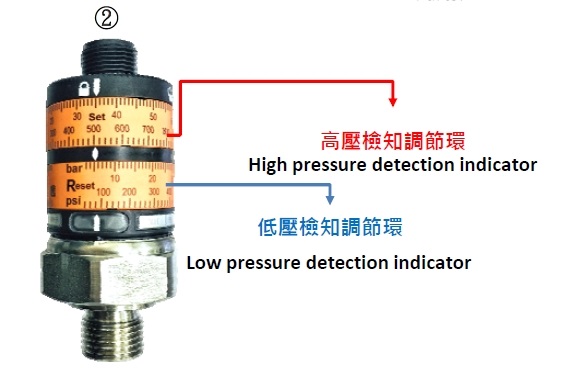 ②
30 Set 40 50
400 500 600 700
高壓檢知調節環
High pressure detection indicator
bar 10 20
Reset 100 200 300
psi
低壓檢知調節環
Low pressure detection indicator